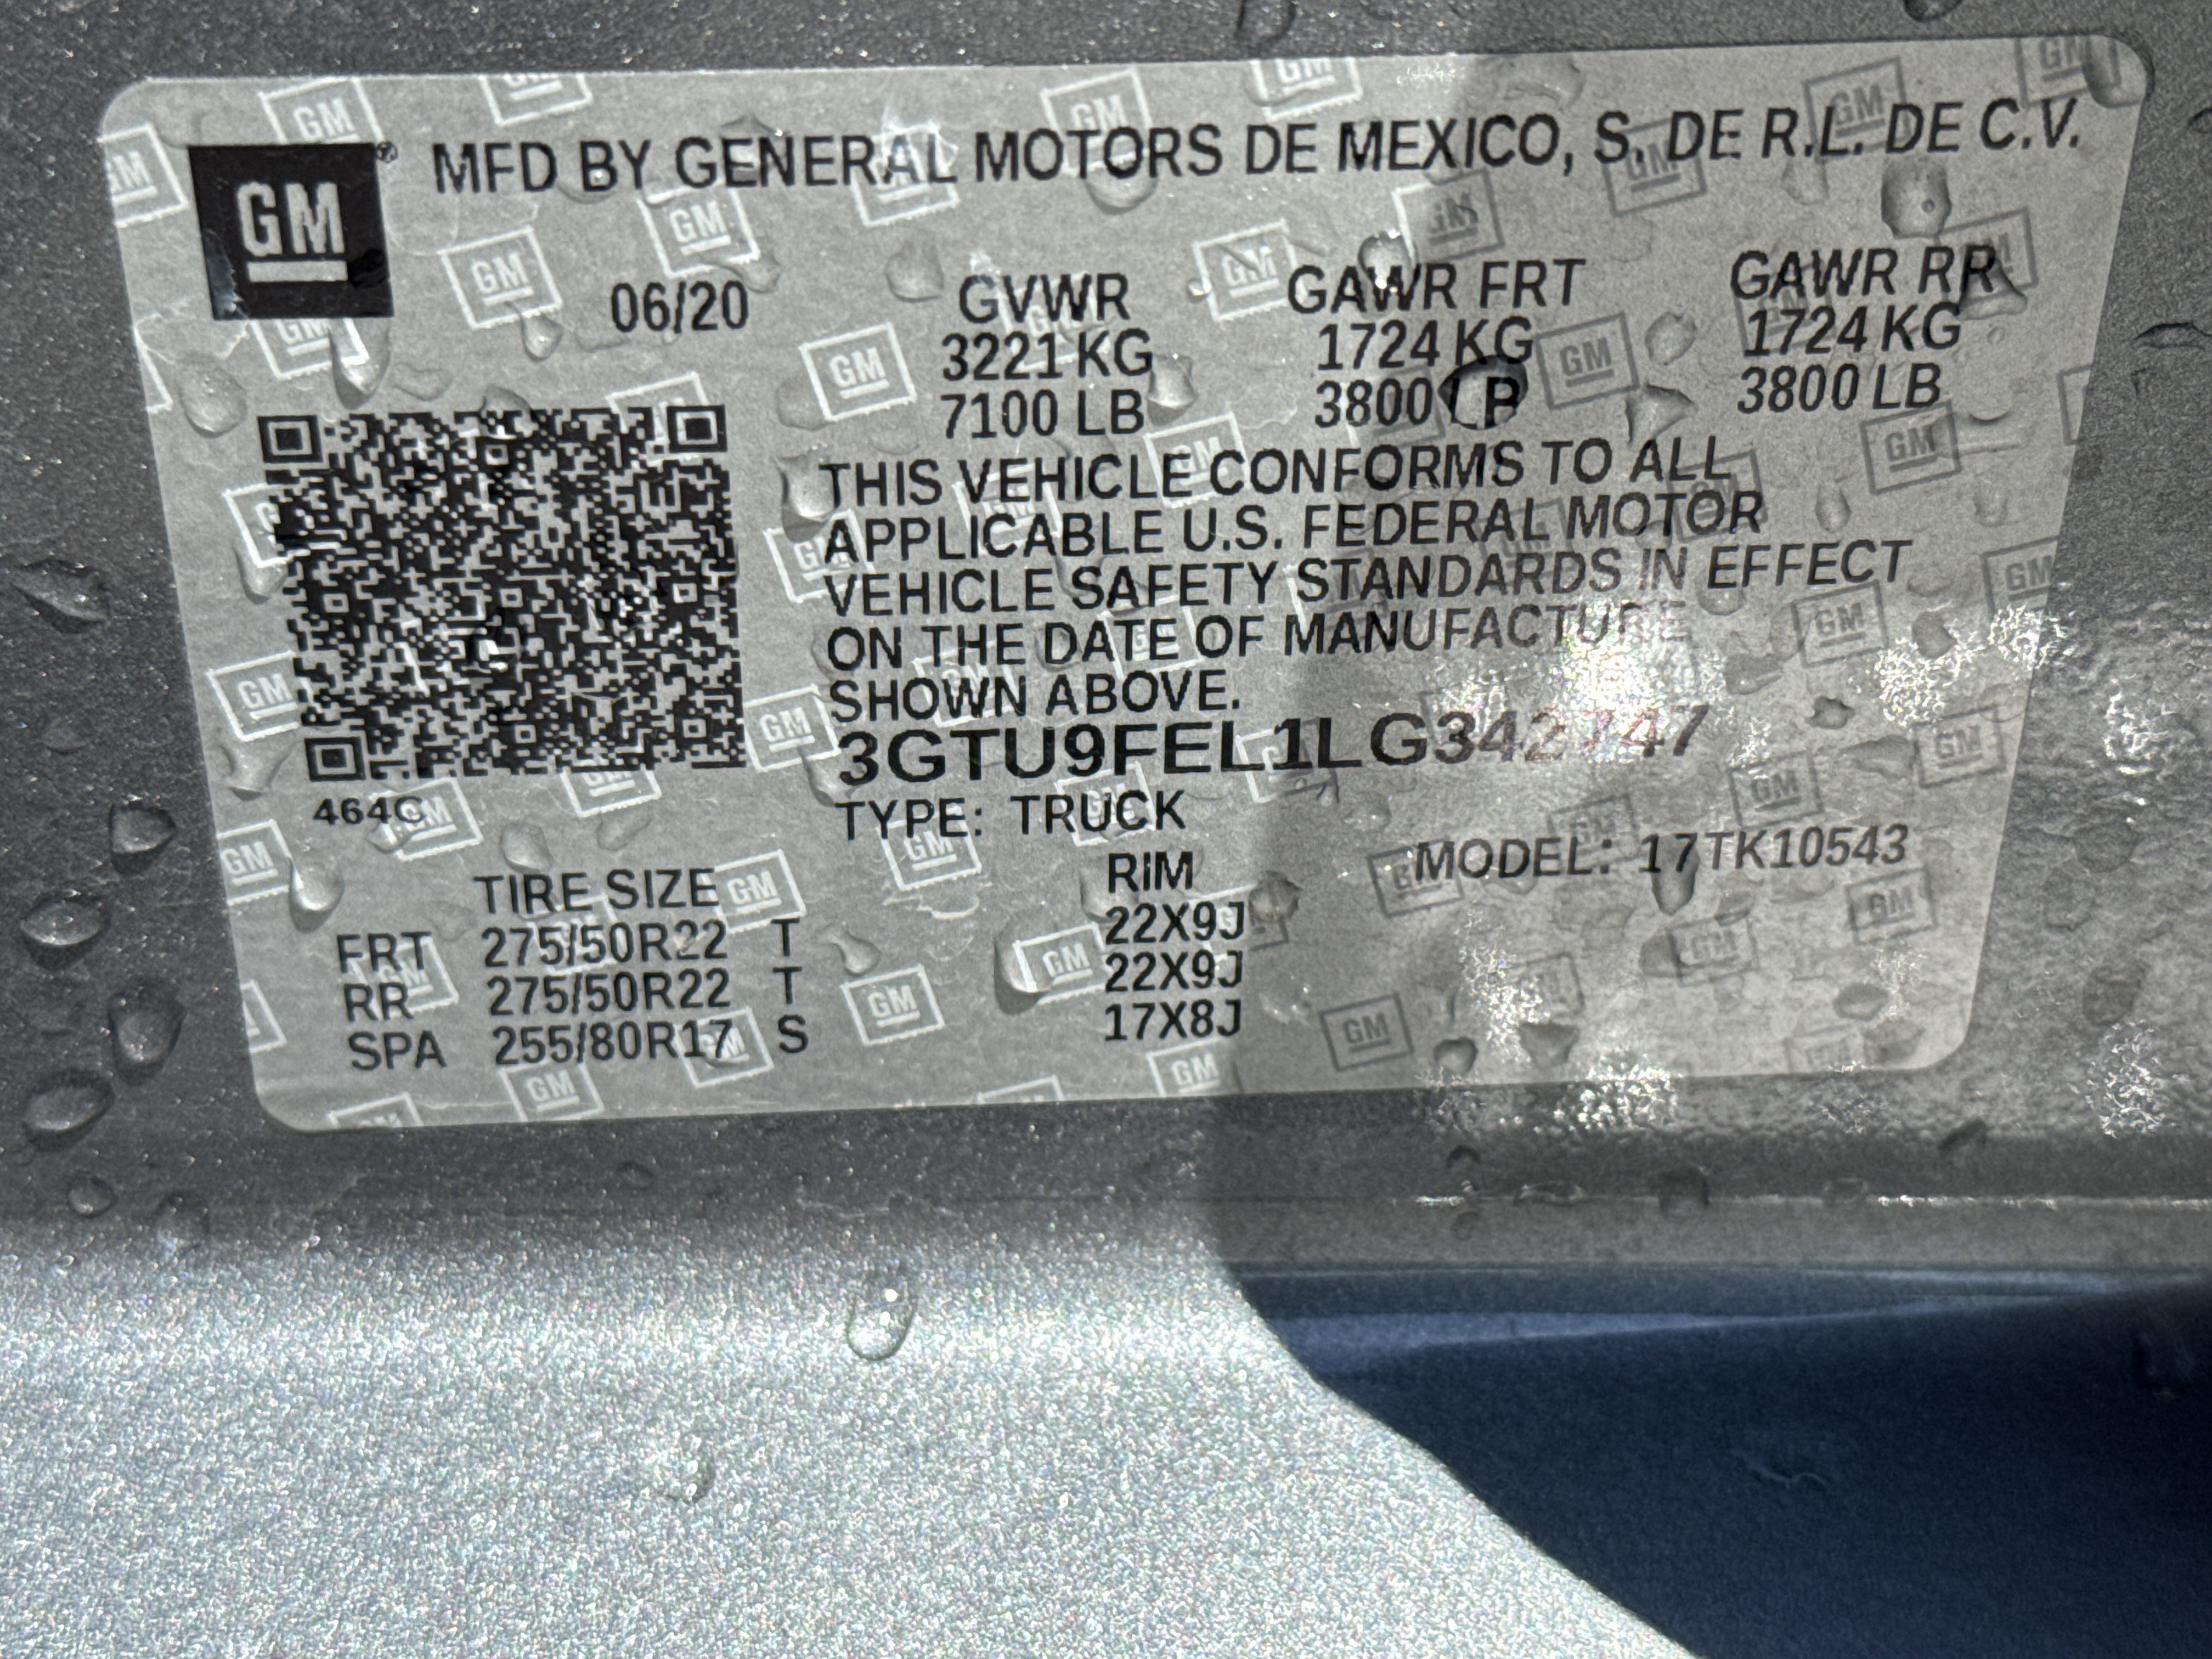 GM
MFD BY GENERAL MOTORS DE MEXICO, S. DE R.L. DE C.V.
06/20 GVWR GAWR FRT GAWR RR
3221 KG 1724 KG 1724 KG
7100 LB 3800 LB 3800 LB
THIS VEHICLE CONFORMS TO ALL
APPLICABLE U.S. FEDERAL MOTOR
VEHICLE SAFETY STANDARDS IN EFFECT
ON THE DATE OF MANUFACTURE
SHOWN ABOVE.
3GTU9FEL1LG342747
464C
TYPE: TRUCK MODEL: 17TK10543
TIRE SIZE RIM
FRT 275/50R22 T 22X9J
RR 275/50R22 T 22X9J
SPA 255/80R17 S 17X8J